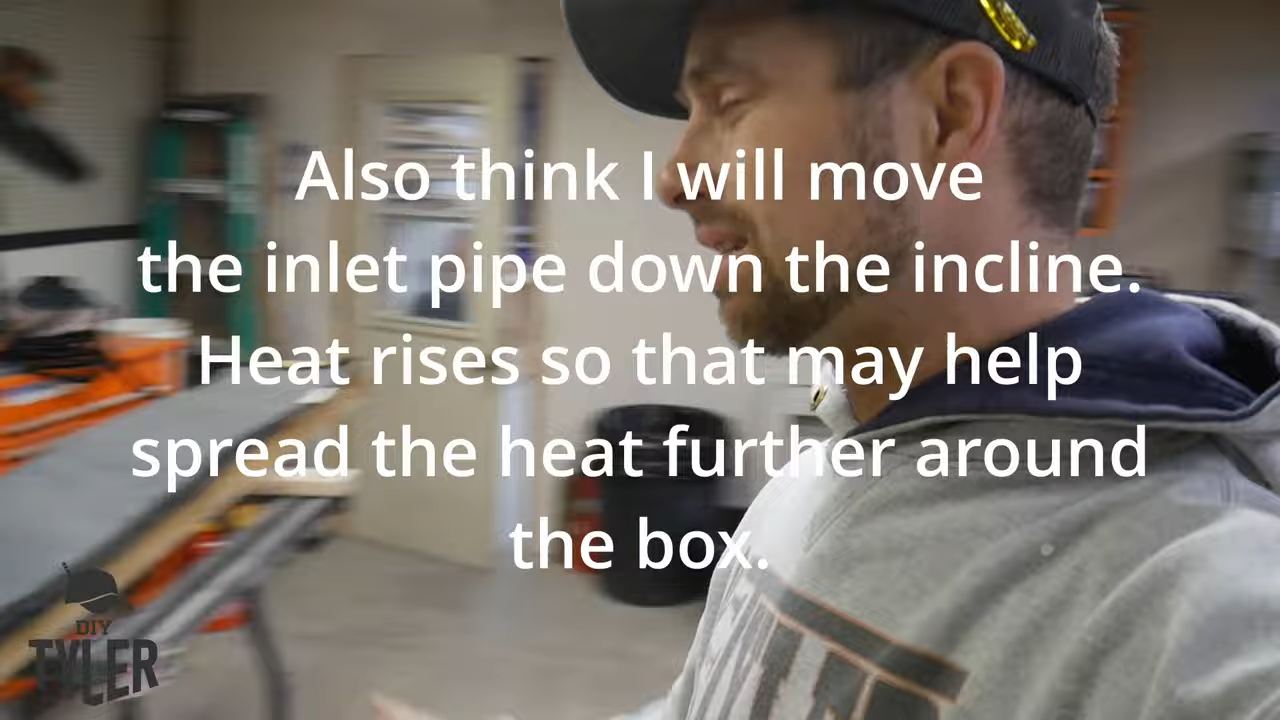 Also think I will move
the inlet pipe down the incline.
Heat rises so that may help
spread the heat further around
the box.
DIY
TYLER